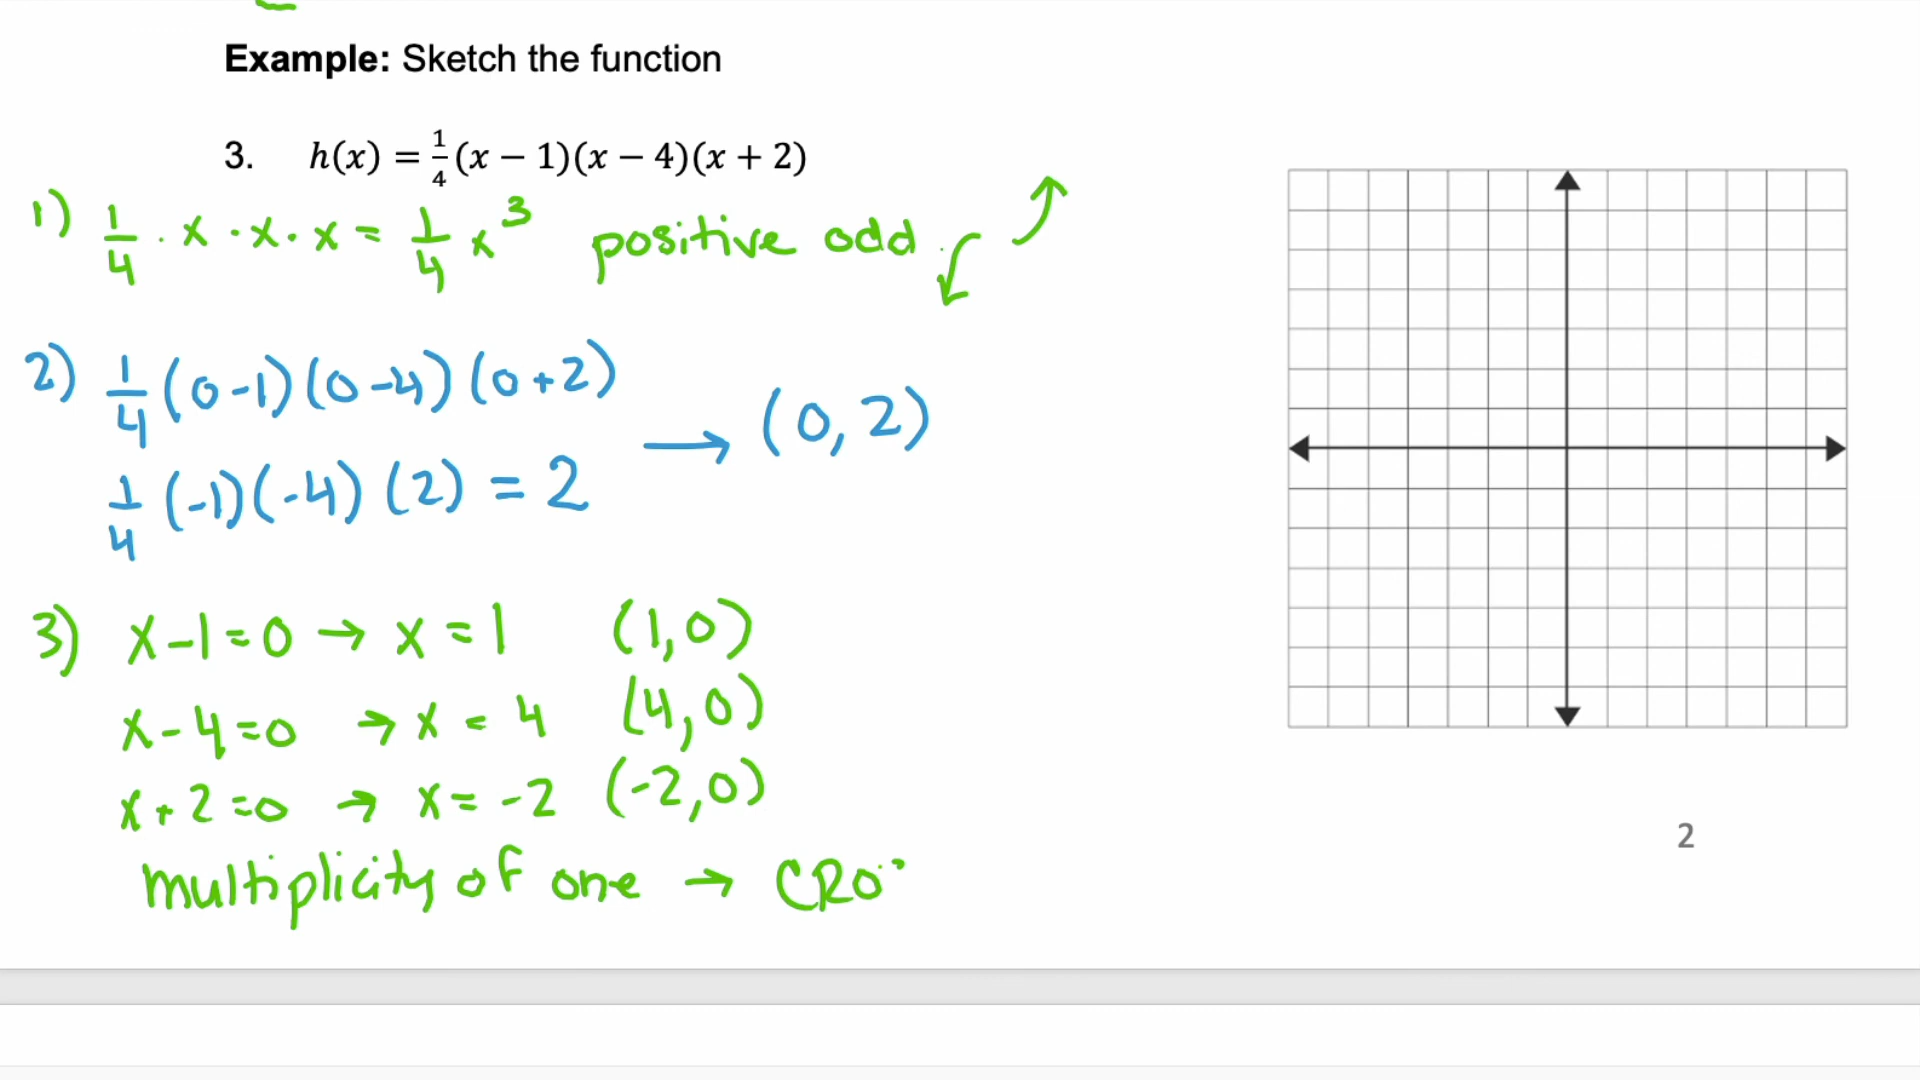 Example: Sketch the function
3. h(x) = 1/4 (x − 1)(x − 4)(x + 2)
1) 1/4 · x · x · x = 1/4 x³ positive odd
2) 1/4 (0-1)(0-4)(0+2)
→ (0,2)
1/4 (-1)(-4)(2) = 2
3) x-1=0 → x=1 (1,0)
x-4=0 → x=4 (4,0)
x+2=0 → x=-2 (-2,0)
multiplicity of one → CRO
2